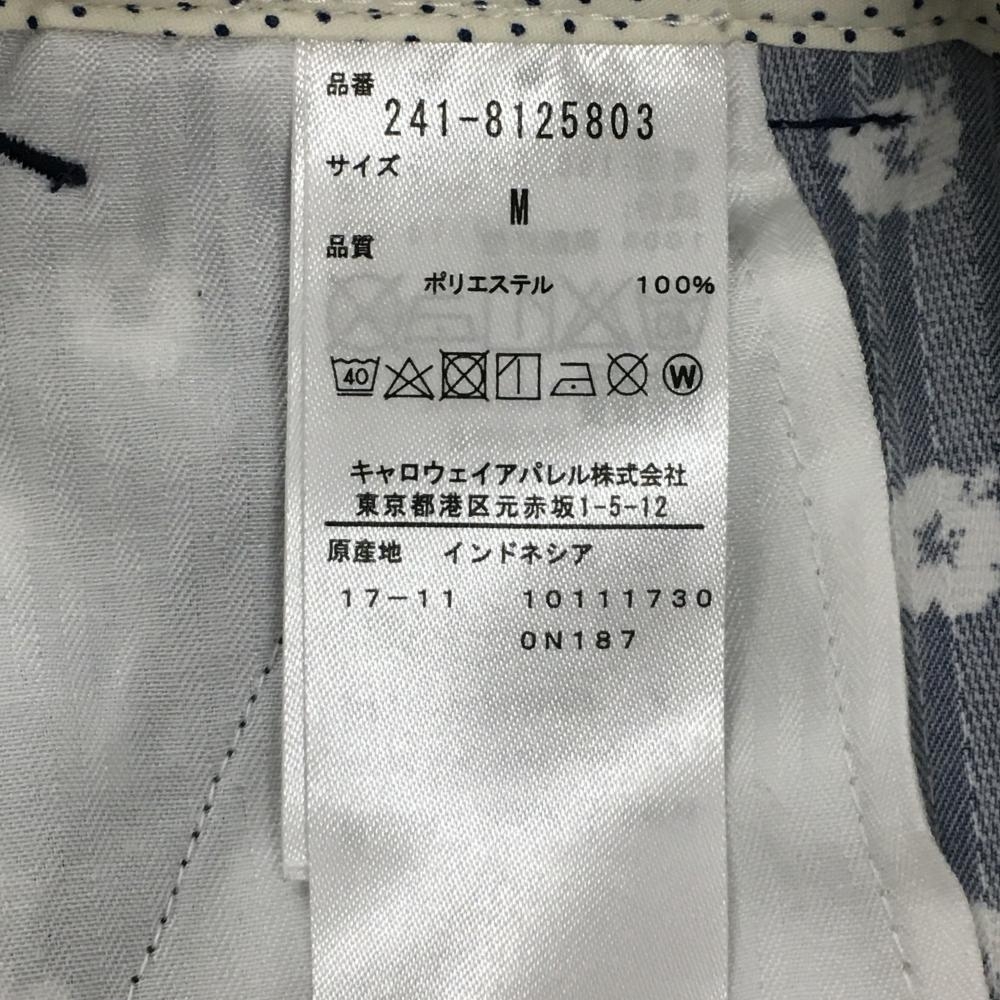 品番
241-8125803
サイズ
M
品質
ポリエステル 100%
40 W
キャロウェイアパレル株式会社
東京都港区元赤坂1-5-12
原産地 インドネシア
17-11 10111730
0N187